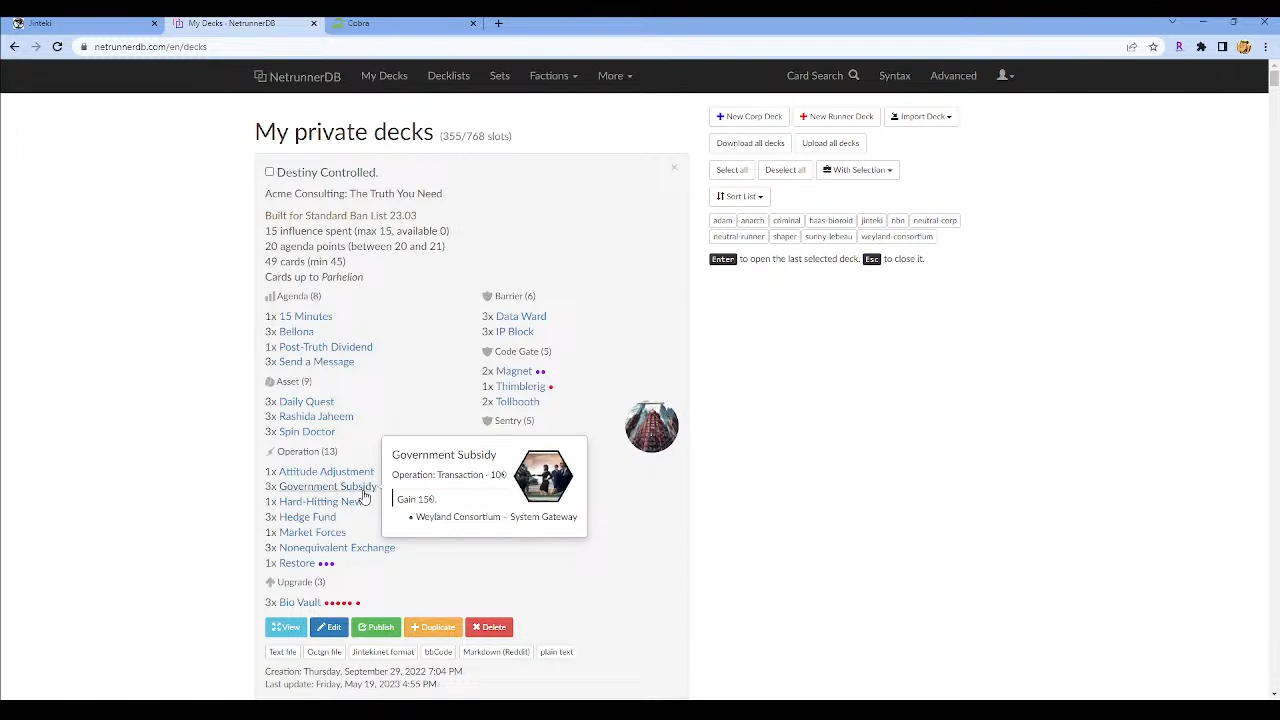 Jinteki
My Decks · NetrunnerDB
Cobra
netrunnerdb.com/en/decks
NetrunnerDB
My Decks
Decklists
Sets
Factions
More
Card Search
Syntax
Advanced
My private decks (355/768 slots)
Destiny Controlled.
Acme Consulting: The Truth You Need
Built for Standard Ban List 23.03
15 influence spent (max 15, available 0)
20 agenda points (between 20 and 21)
49 cards (min 45)
Cards up to Parhelion
Agenda (8)
1x 15 Minutes
3x Bellona
1x Post-Truth Dividend
3x Send a Message
Asset (9)
3x Daily Quest
3x Rashida Jaheem
3x Spin Doctor
Operation (13)
1x Attitude Adjustment
3x Government Subsidy
1x Hard-Hitting New
3x Hedge Fund
1x Market Forces
3x Nonequivalent Exchange
1x Restore
Upgrade (3)
3x Bio Vault
Barrier (6)
3x Data Ward
3x IP Block
Code Gate (5)
2x Magnet
1x Thimblerig
2x Tollbooth
Sentry (5)
Government Subsidy
Operation: Transaction · 10
Gain 15
Weyland Consortium – System Gateway
View
Edit
Publish
Duplicate
Delete
Text file
Octgn file
Jinteki.net format
bbCode
Markdown (Reddit)
plain text
Creation: Thursday, September 29, 2022 7:04 PM
Last update: Friday, May 19, 2023 4:55 PM
New Corp Deck
New Runner Deck
Import Deck
Download all decks
Upload all decks
Select all
Deselect all
With Selection
Sort List
adam anarch criminal haas-bioroid jinteki nbn neutral-corp
neutral-runner shaper sunny-lebeau weyland-consortium
Enter to open the last selected deck. Esc to close it.